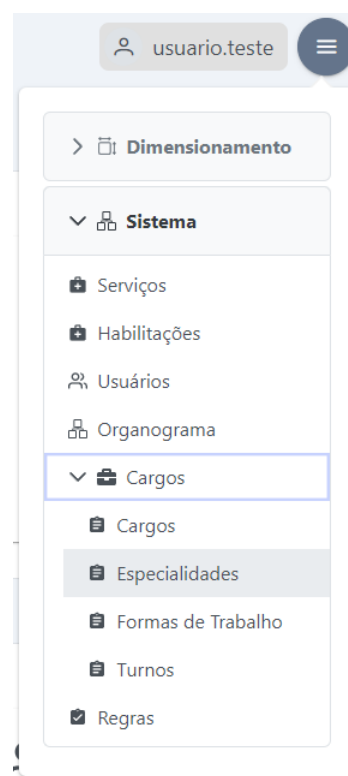 usuario.teste
Dimensionamento
Sistema
Serviços
Habilitações
Usuários
Organograma
Cargos
Cargos
Especialidades
Formas de Trabalho
Turnos
Regras